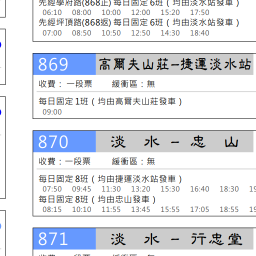 先經學府路(868正) 每日固定 6班（均由淡水站發車）
06:10 08:00 10:00 12:00 15:20 17:50
先經坪頂路(868返) 每日固定 6班（均由淡水站發車）
07:00 08:50 10:50 12:50 14:30 18:40
869 高爾夫山莊－捷運淡水站
收費： 一段票 緩衝區：無
每日固定 1班（均由高爾夫山莊發車）
09:00
870 淡 水 － 忠 山
收費： 一段票 緩衝區：無
每日固定 8班（均由捷運淡水站發車）
07:50 09:45 11:30 13:20 15:30 16:40 18:30
每日固定 8班（均由忠山發車）
08:15 10:10 11:55 13:45 15:55 17:05 18:55
871 淡 水 － 行忠堂